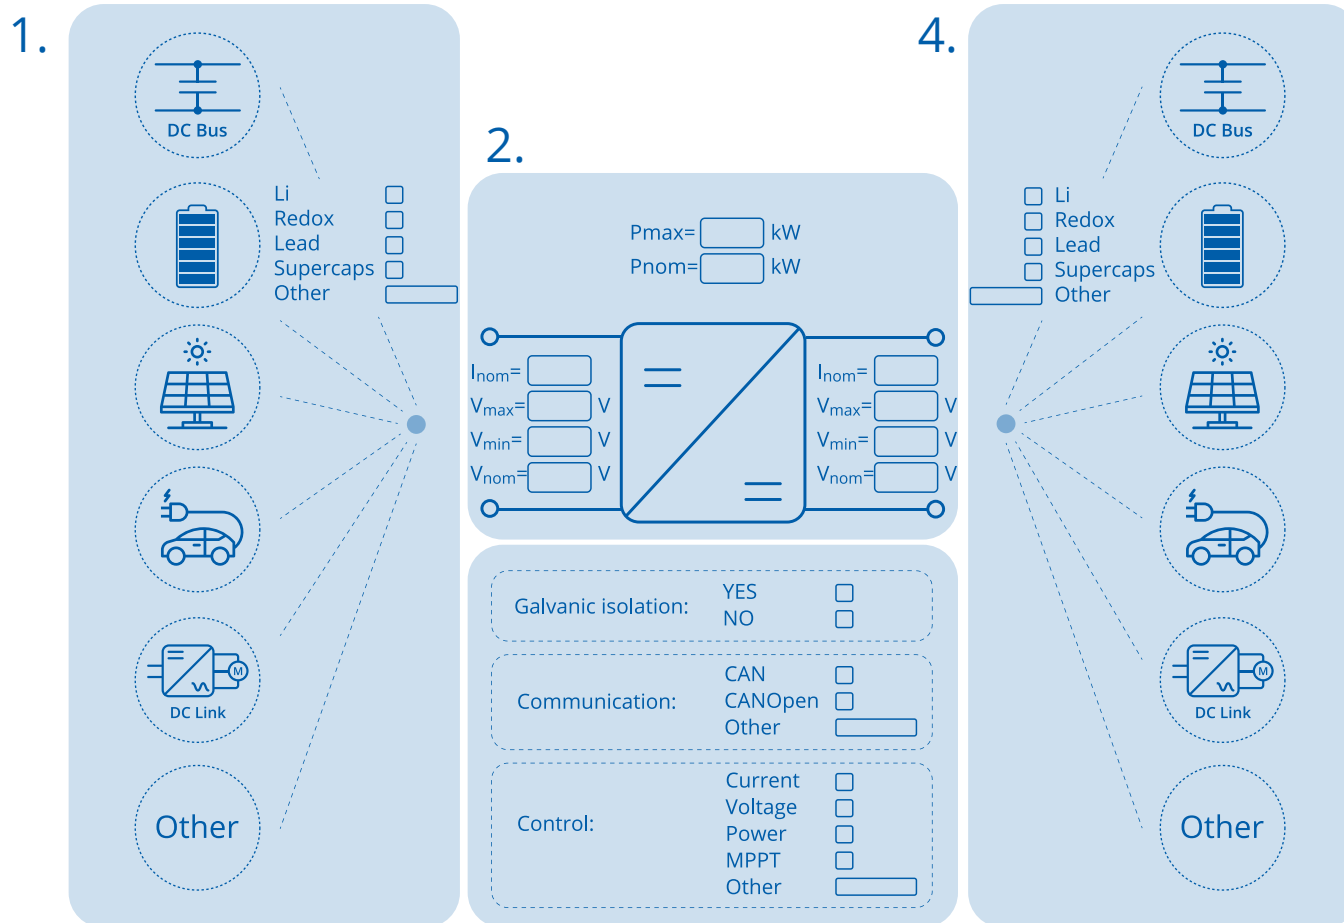 1.
DC Bus
Li
Redox
Lead
Supercaps
Other
DC Link
M
Other
2.
Pmax= kW
Pnom= kW
Inom=
Vmax= V
Vmin= V
Vnom= V
Inom=
Vmax= V
Vmin= V
Vnom= V
Galvanic isolation:
YES
NO
Communication:
CAN
CANOpen
Other
Control:
Current
Voltage
Power
MPPT
Other
4.
DC Bus
Li
Redox
Lead
Supercaps
Other
M
DC Link
Other